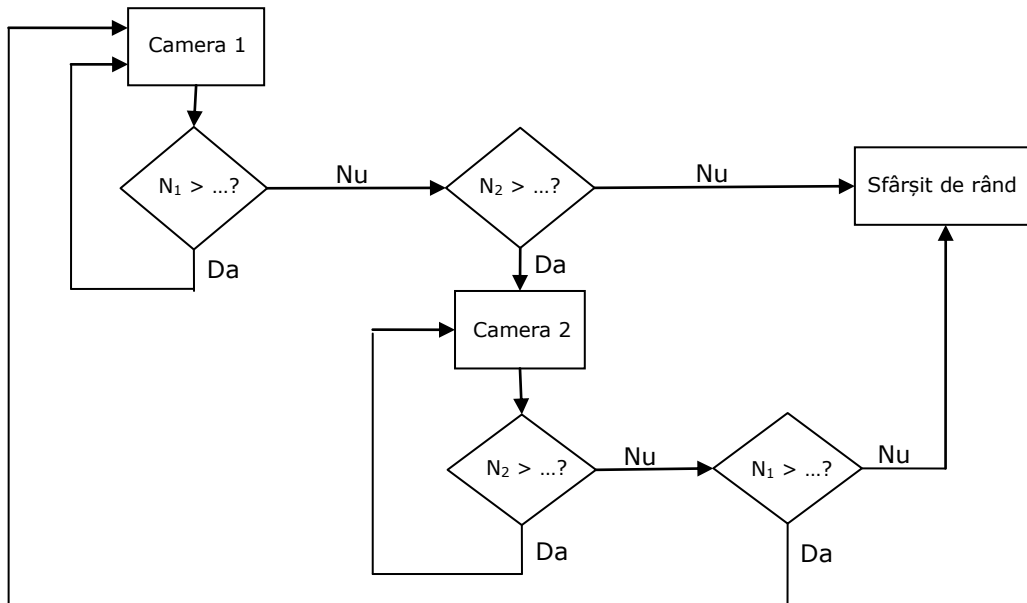 Camera 1
N₁ > ...?
Nu
N₂ > ...?
Nu
Sfârșit de rând
Da
Da
Camera 2
N₂ > ...?
Nu
N₁ > ...?
Nu
Da
Da